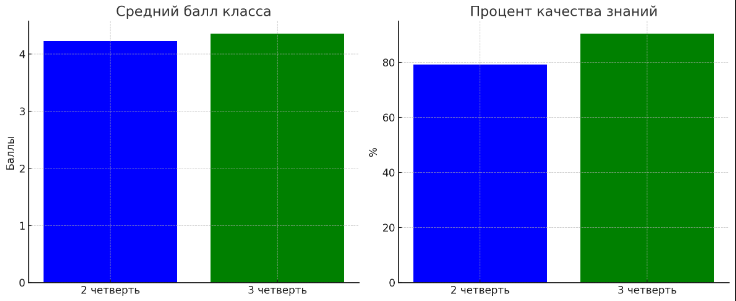 Средний балл класса
Баллы
4
3
2
1
0
2 четверть
3 четверть
Процент качества знаний
%
80
60
40
20
0
2 четверть
3 четверть